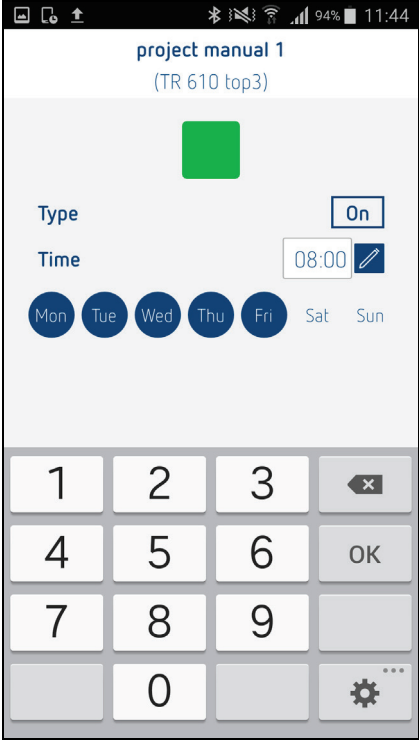 94% 11:44
project manual 1
(TR 610 top3)
Type On
Time 08:00
Mon Tue Wed Thu Fri Sat Sun
1 2 3
4 5 6 OK
7 8 9
0